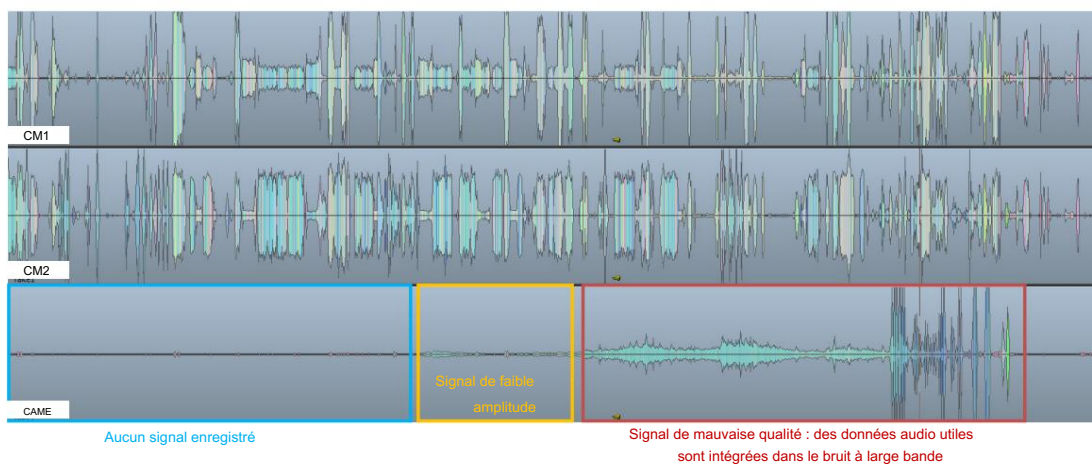 CM1
CM2
Signal de faible
amplitude
CAME
Aucun signal enregistré
Signal de mauvaise qualité : des données audio utiles
sont intégrées dans le bruit à large bande